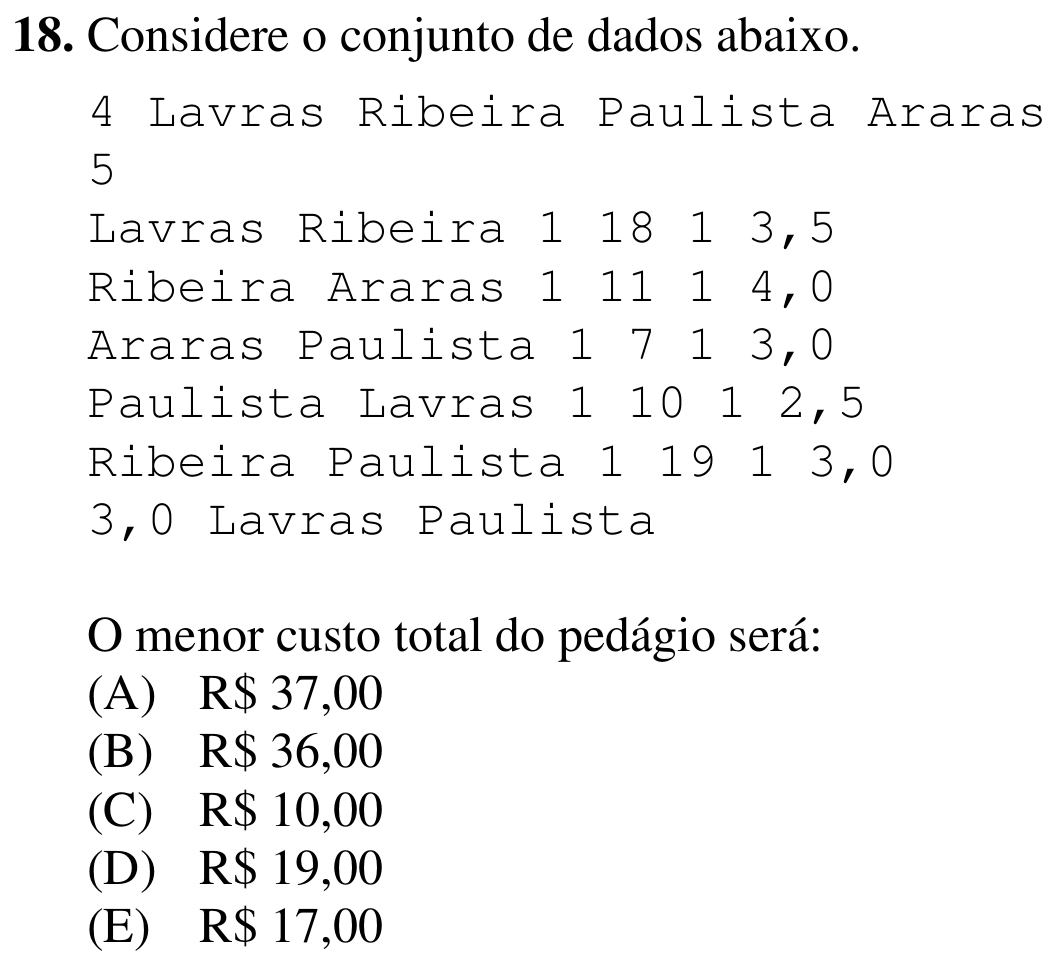 18. Considere o conjunto de dados abaixo.
4 Lavras Ribeira Paulista Araras
5
Lavras Ribeira 1 18 1 3,5
Ribeira Araras 1 11 1 4,0
Araras Paulista 1 7 1 3,0
Paulista Lavras 1 10 1 2,5
Ribeira Paulista 1 19 1 3,0
3,0 Lavras Paulista
O menor custo total do pedágio será:
(A) R$ 37,00
(B) R$ 36,00
(C) R$ 10,00
(D) R$ 19,00
(E) R$ 17,00